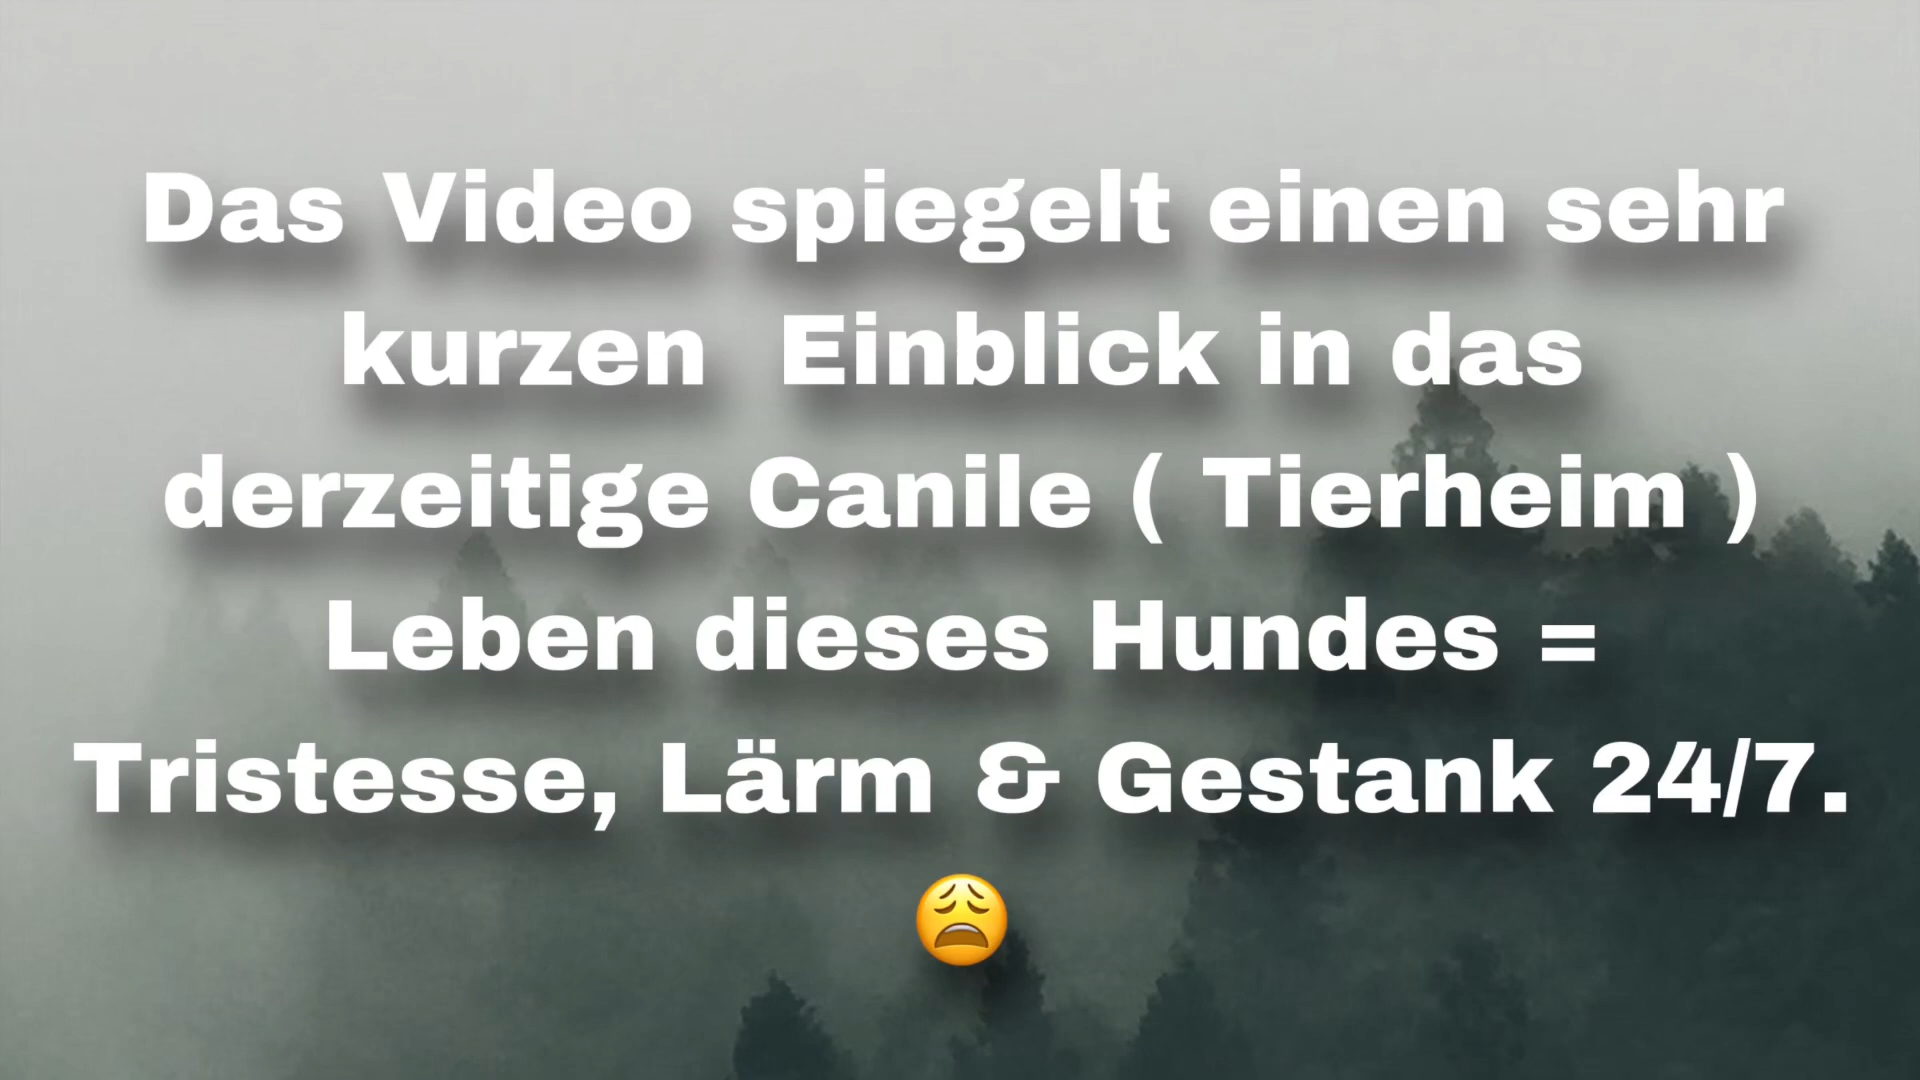 Das Video spiegelt einen sehr
kurzen  Einblick in das
derzeitige Canile ( Tierheim )
Leben dieses Hundes =
Tristesse, Lärm & Gestank 24/7.
😩